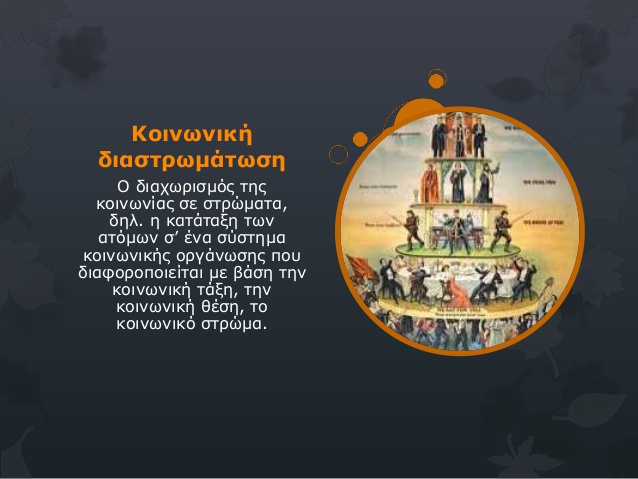 Κοινωνική
διαστρωμάτωση
Ο διαχωρισμός της
κοινωνίας σε στρώματα,
δηλ. η κατάταξη των
ατόμων σ’ ένα σύστημα
κοινωνικής οργάνωσης που
διαφοροποιείται με βάση την
κοινωνική τάξη, την
κοινωνική θέση, το
κοινωνικό στρώμα.